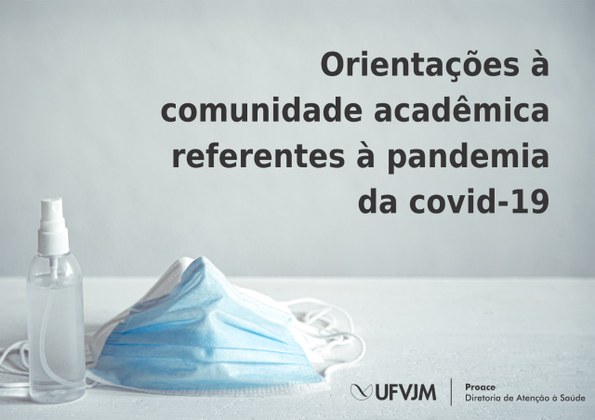 Orientações à
comunidade acadêmica
referentes à pandemia
da covid-19
UFVJM
Proace
Diretoria de Atenção à Saúde